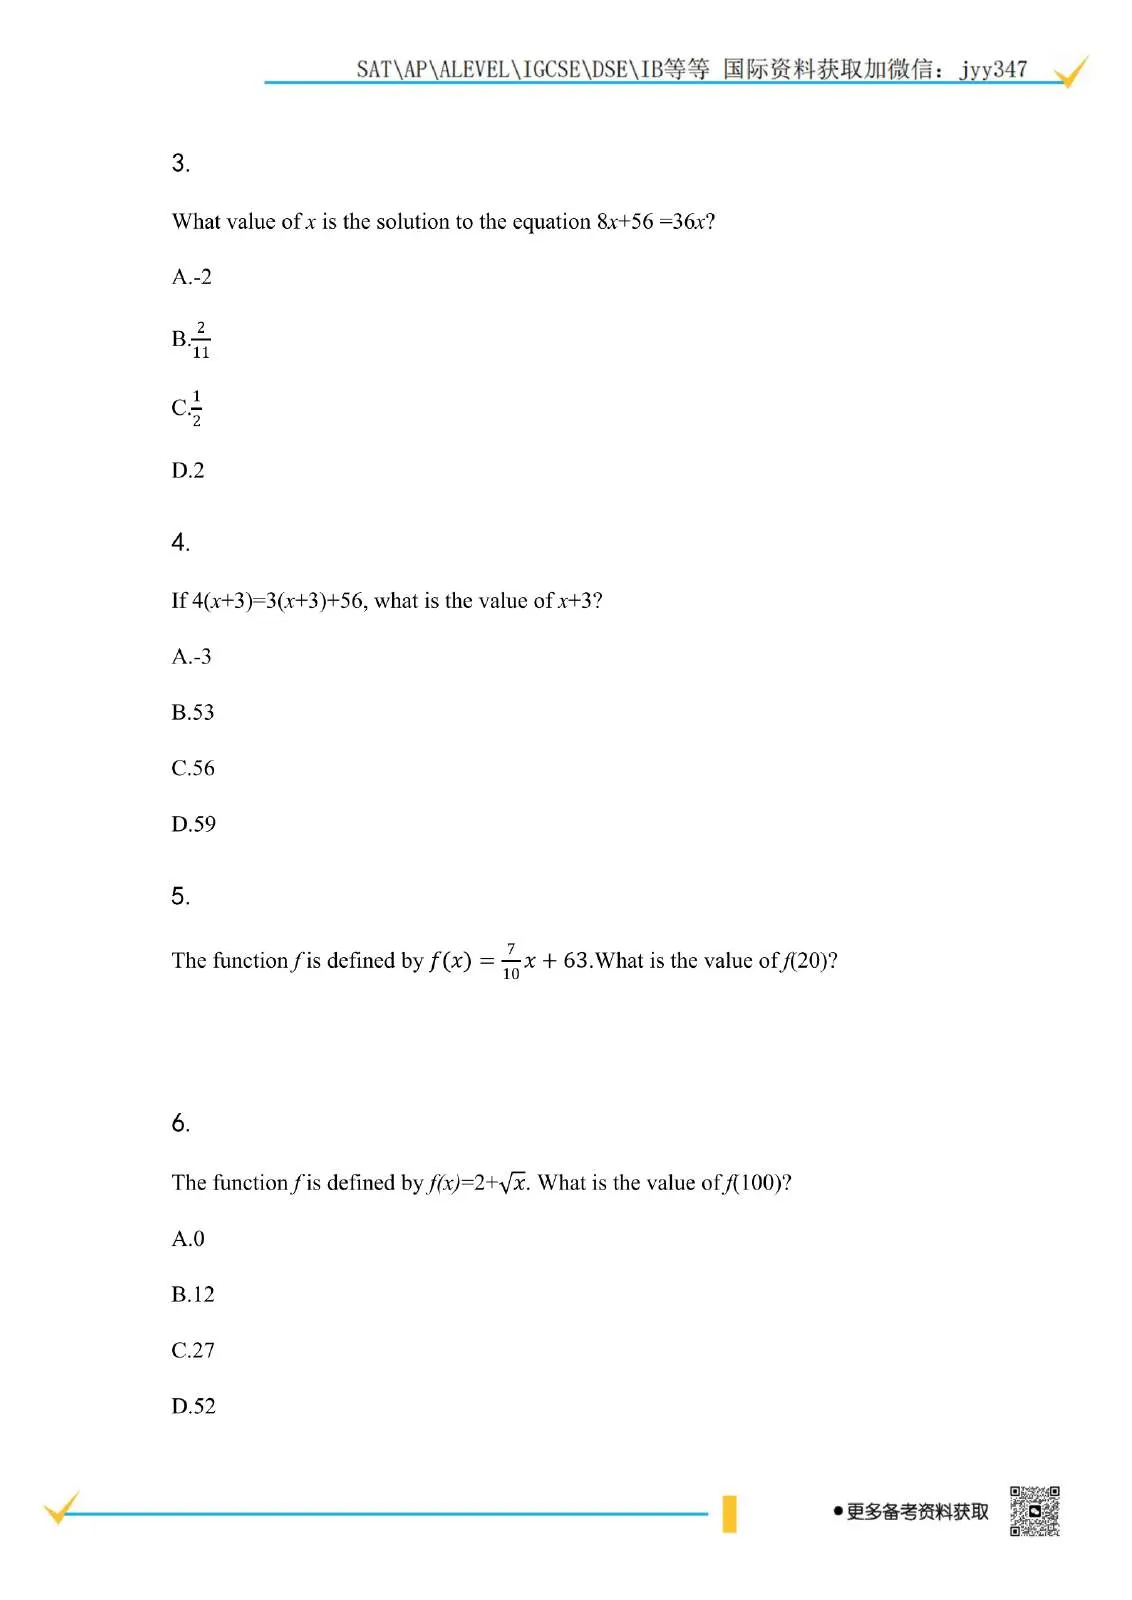 SAT\AP\ALEVEL\IGCSE\DSE\IB等等 国际资料获取加微信：jyy347
3.
What value of x is the solution to the equation 8x+56 =36x?
A.-2
B.2/11
C.1/2
D.2
4.
If 4(x+3)=3(x+3)+56, what is the value of x+3?
A.-3
B.53
C.56
D.59
5.
The function f is defined by f(x) = 7/10 x + 63.What is the value of f(20)?
6.
The function f is defined by f(x)=2+√x. What is the value of f(100)?
A.0
B.12
C.27
D.52
●更多备考资料获取